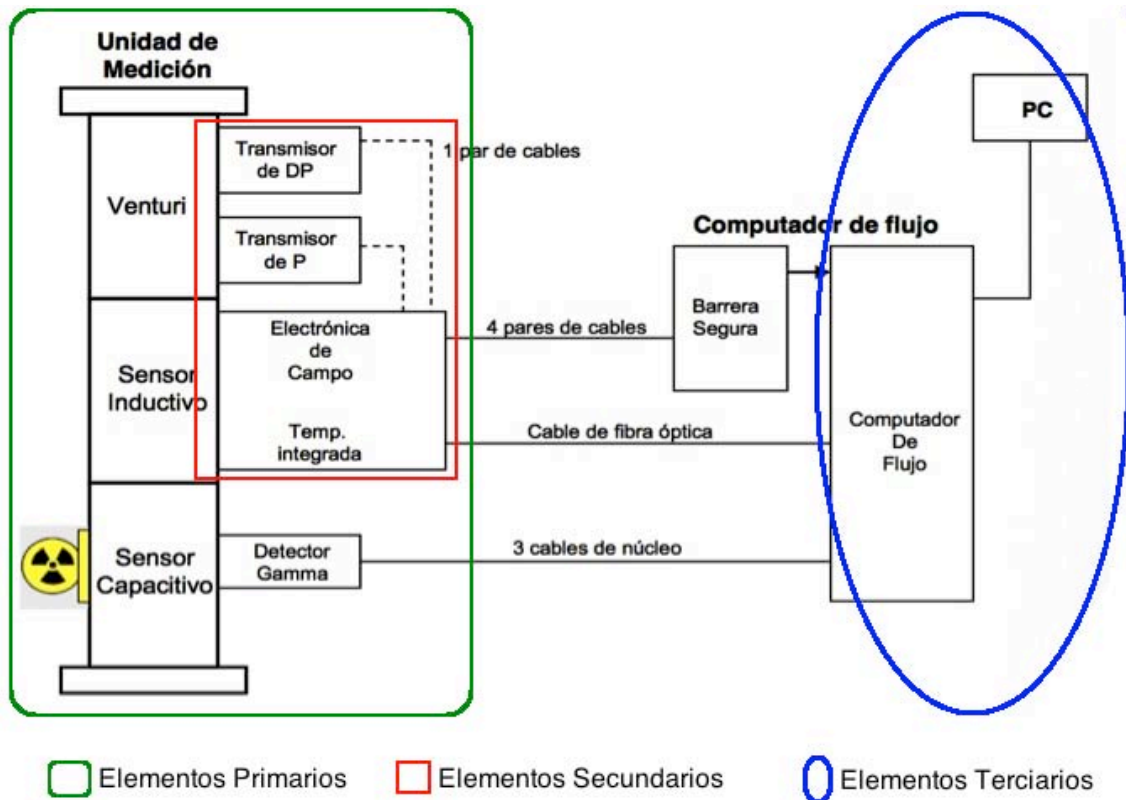 Unidad de
Medición
Venturi
Transmisor
de DP
1 par de cables
Transmisor
de P
PC
Computador de flujo
Barrera
Segura
Electrónica
de
Campo
4 pares de cables
Sensor
Inductivo
Temp.
integrada
Cable de fibra óptica
Computador
De
Flujo
Sensor
Capacitivo
Detector
Gamma
3 cables de núcleo
Elementos Primarios
Elementos Secundarios
Elementos Terciarios